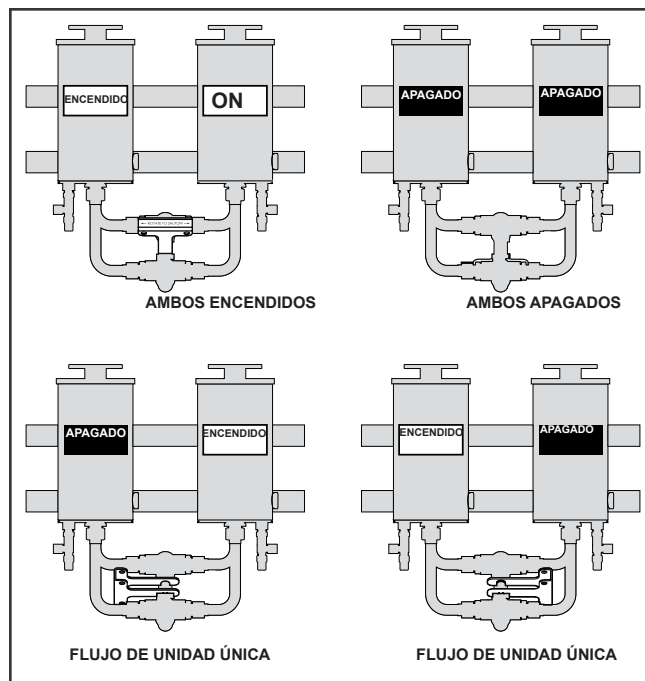 ENCENDIDO
ON
APAGADO
APAGADO
AMBOS ENCENDIDOS
AMBOS APAGADOS
APAGADO
ENCENDIDO
ENCENDIDO
APAGADO
FLUJO DE UNIDAD ÚNICA
FLUJO DE UNIDAD ÚNICA